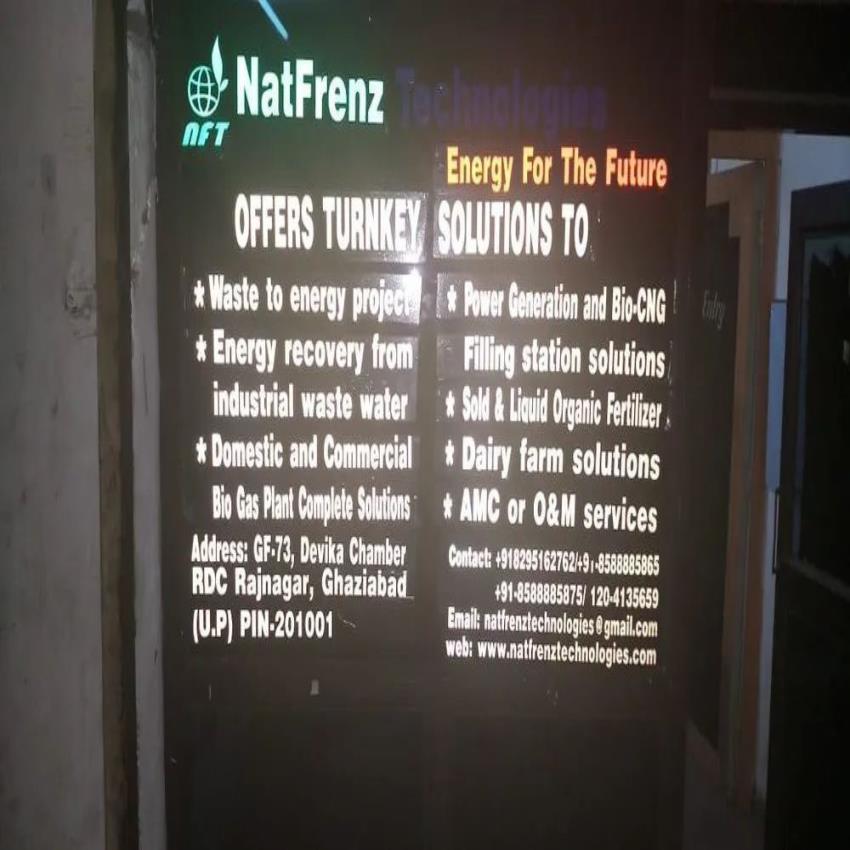 NatFrenz Technologies
NFT
Energy For The Future
OFFERS TURNKEY SOLUTIONS TO
* Waste to energy project
* Energy recovery from
industrial waste water
* Domestic and Commercial
Bio Gas Plant Complete Solutions
Address: GF-73, Devika Chamber
RDC Rajnagar, Ghaziabad
(U.P) PIN-201001
* Power Generation and Bio-CNG
Filling station solutions
* Sold & Liquid Organic Fertilizer
* Dairy farm solutions
* AMC or O&M services
Contact: +918295162762/+91-8588885865
+91-8588885875/ 120-4135659
Email: natfrenztechnologies@gmail.com
web: www.natfrenztechnologies.com
Entry